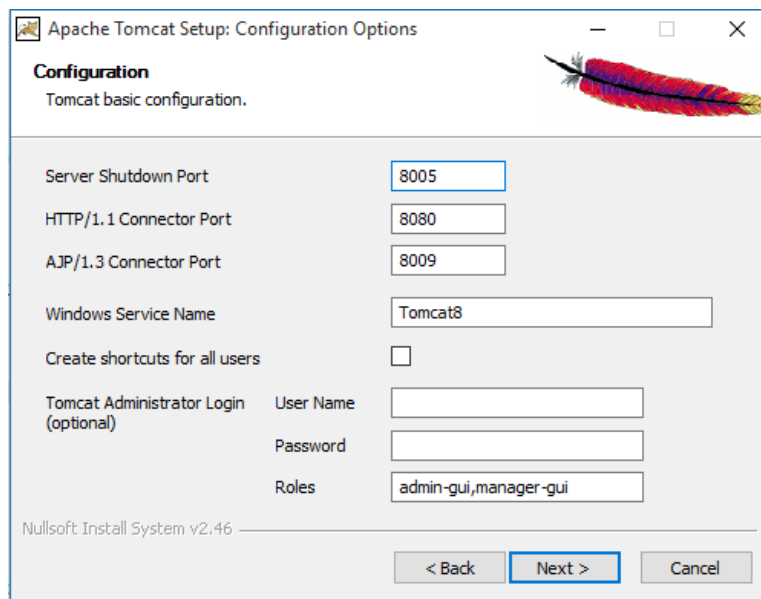 Apache Tomcat Setup: Configuration Options
Configuration
Tomcat basic configuration.
Server Shutdown Port 8005
HTTP/1.1 Connector Port 8080
AJP/1.3 Connector Port 8009
Windows Service Name Tomcat8
Create shortcuts for all users
Tomcat Administrator Login User Name
(optional)
Password
Roles admin-gui,manager-gui
Nullsoft Install System v2.46
< Back Next > Cancel